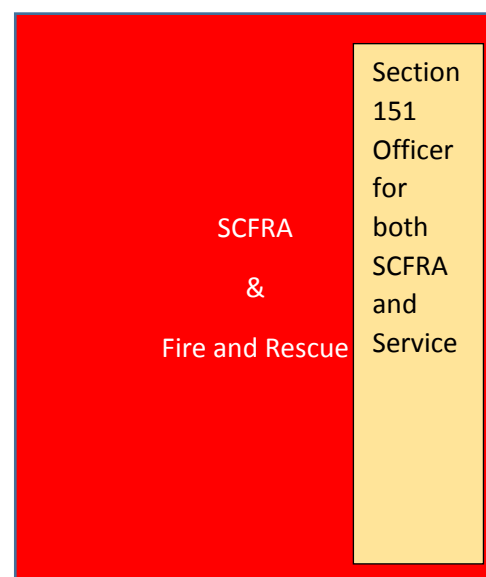 SCFRA
&
Fire and Rescue
Section
151
Officer
for
both
SCFRA
and
Service